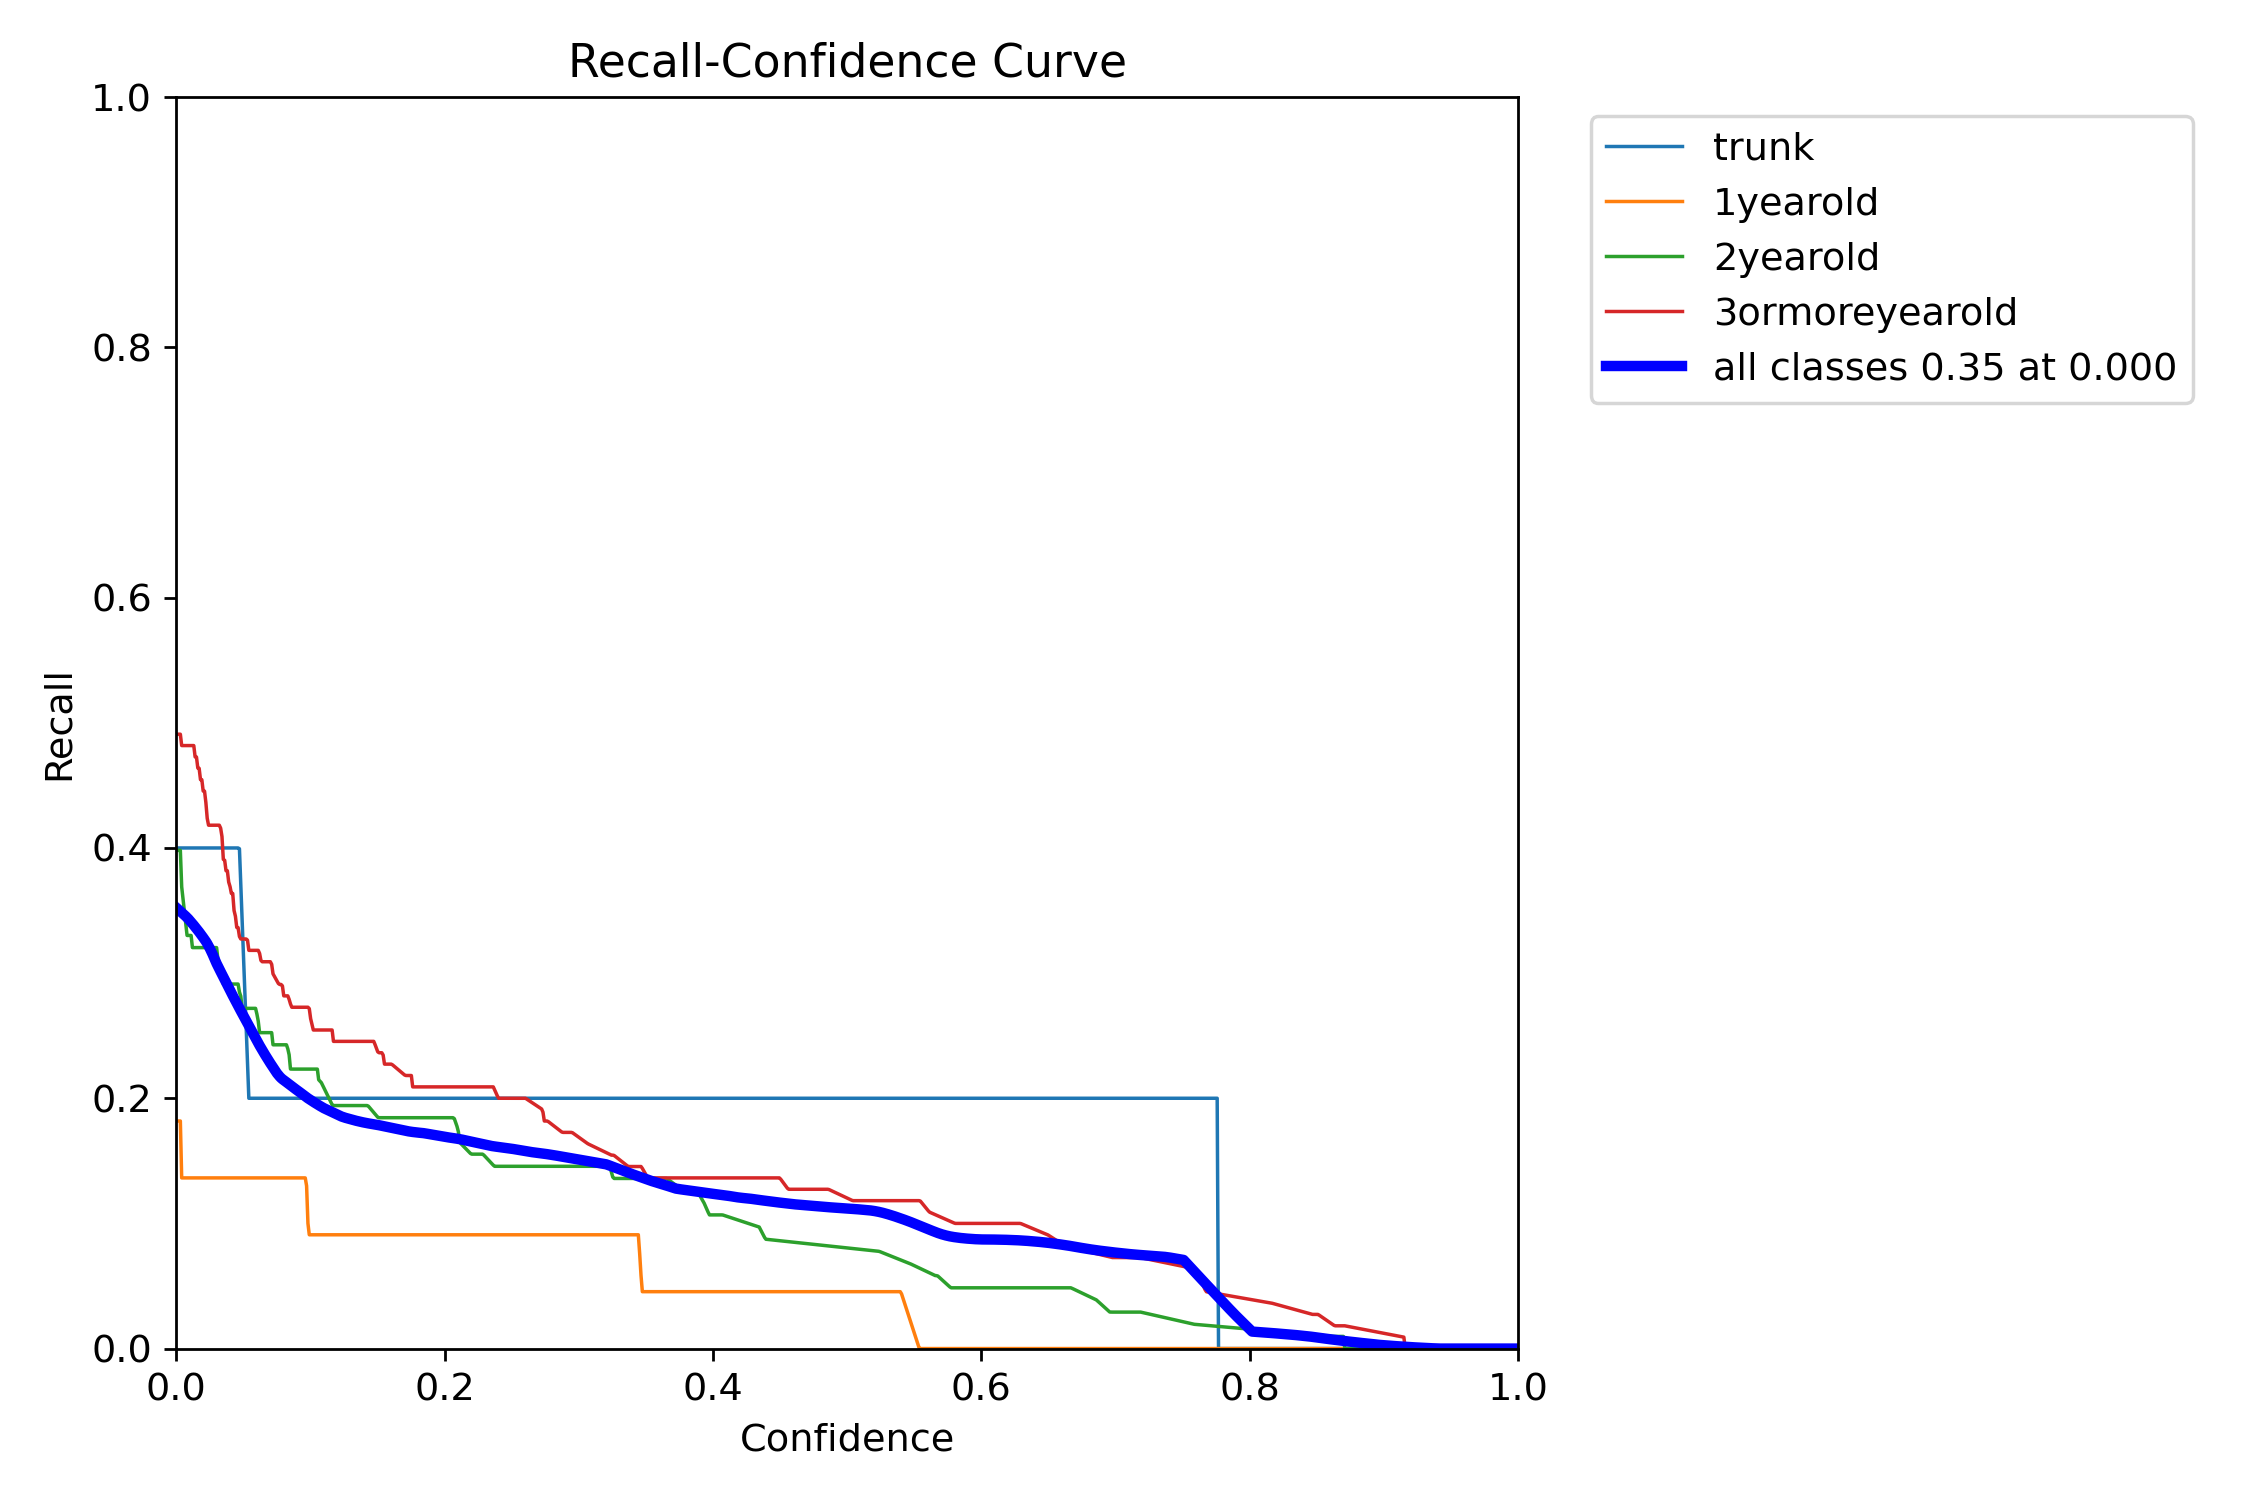 Recall-Confidence Curve
1.0
0.8
0.6
0.4
0.2
0.0
Recall
0.0 0.2 0.4 0.6 0.8 1.0
Confidence
trunk
1yearold
2yearold
3ormoreyearold
all classes 0.35 at 0.000